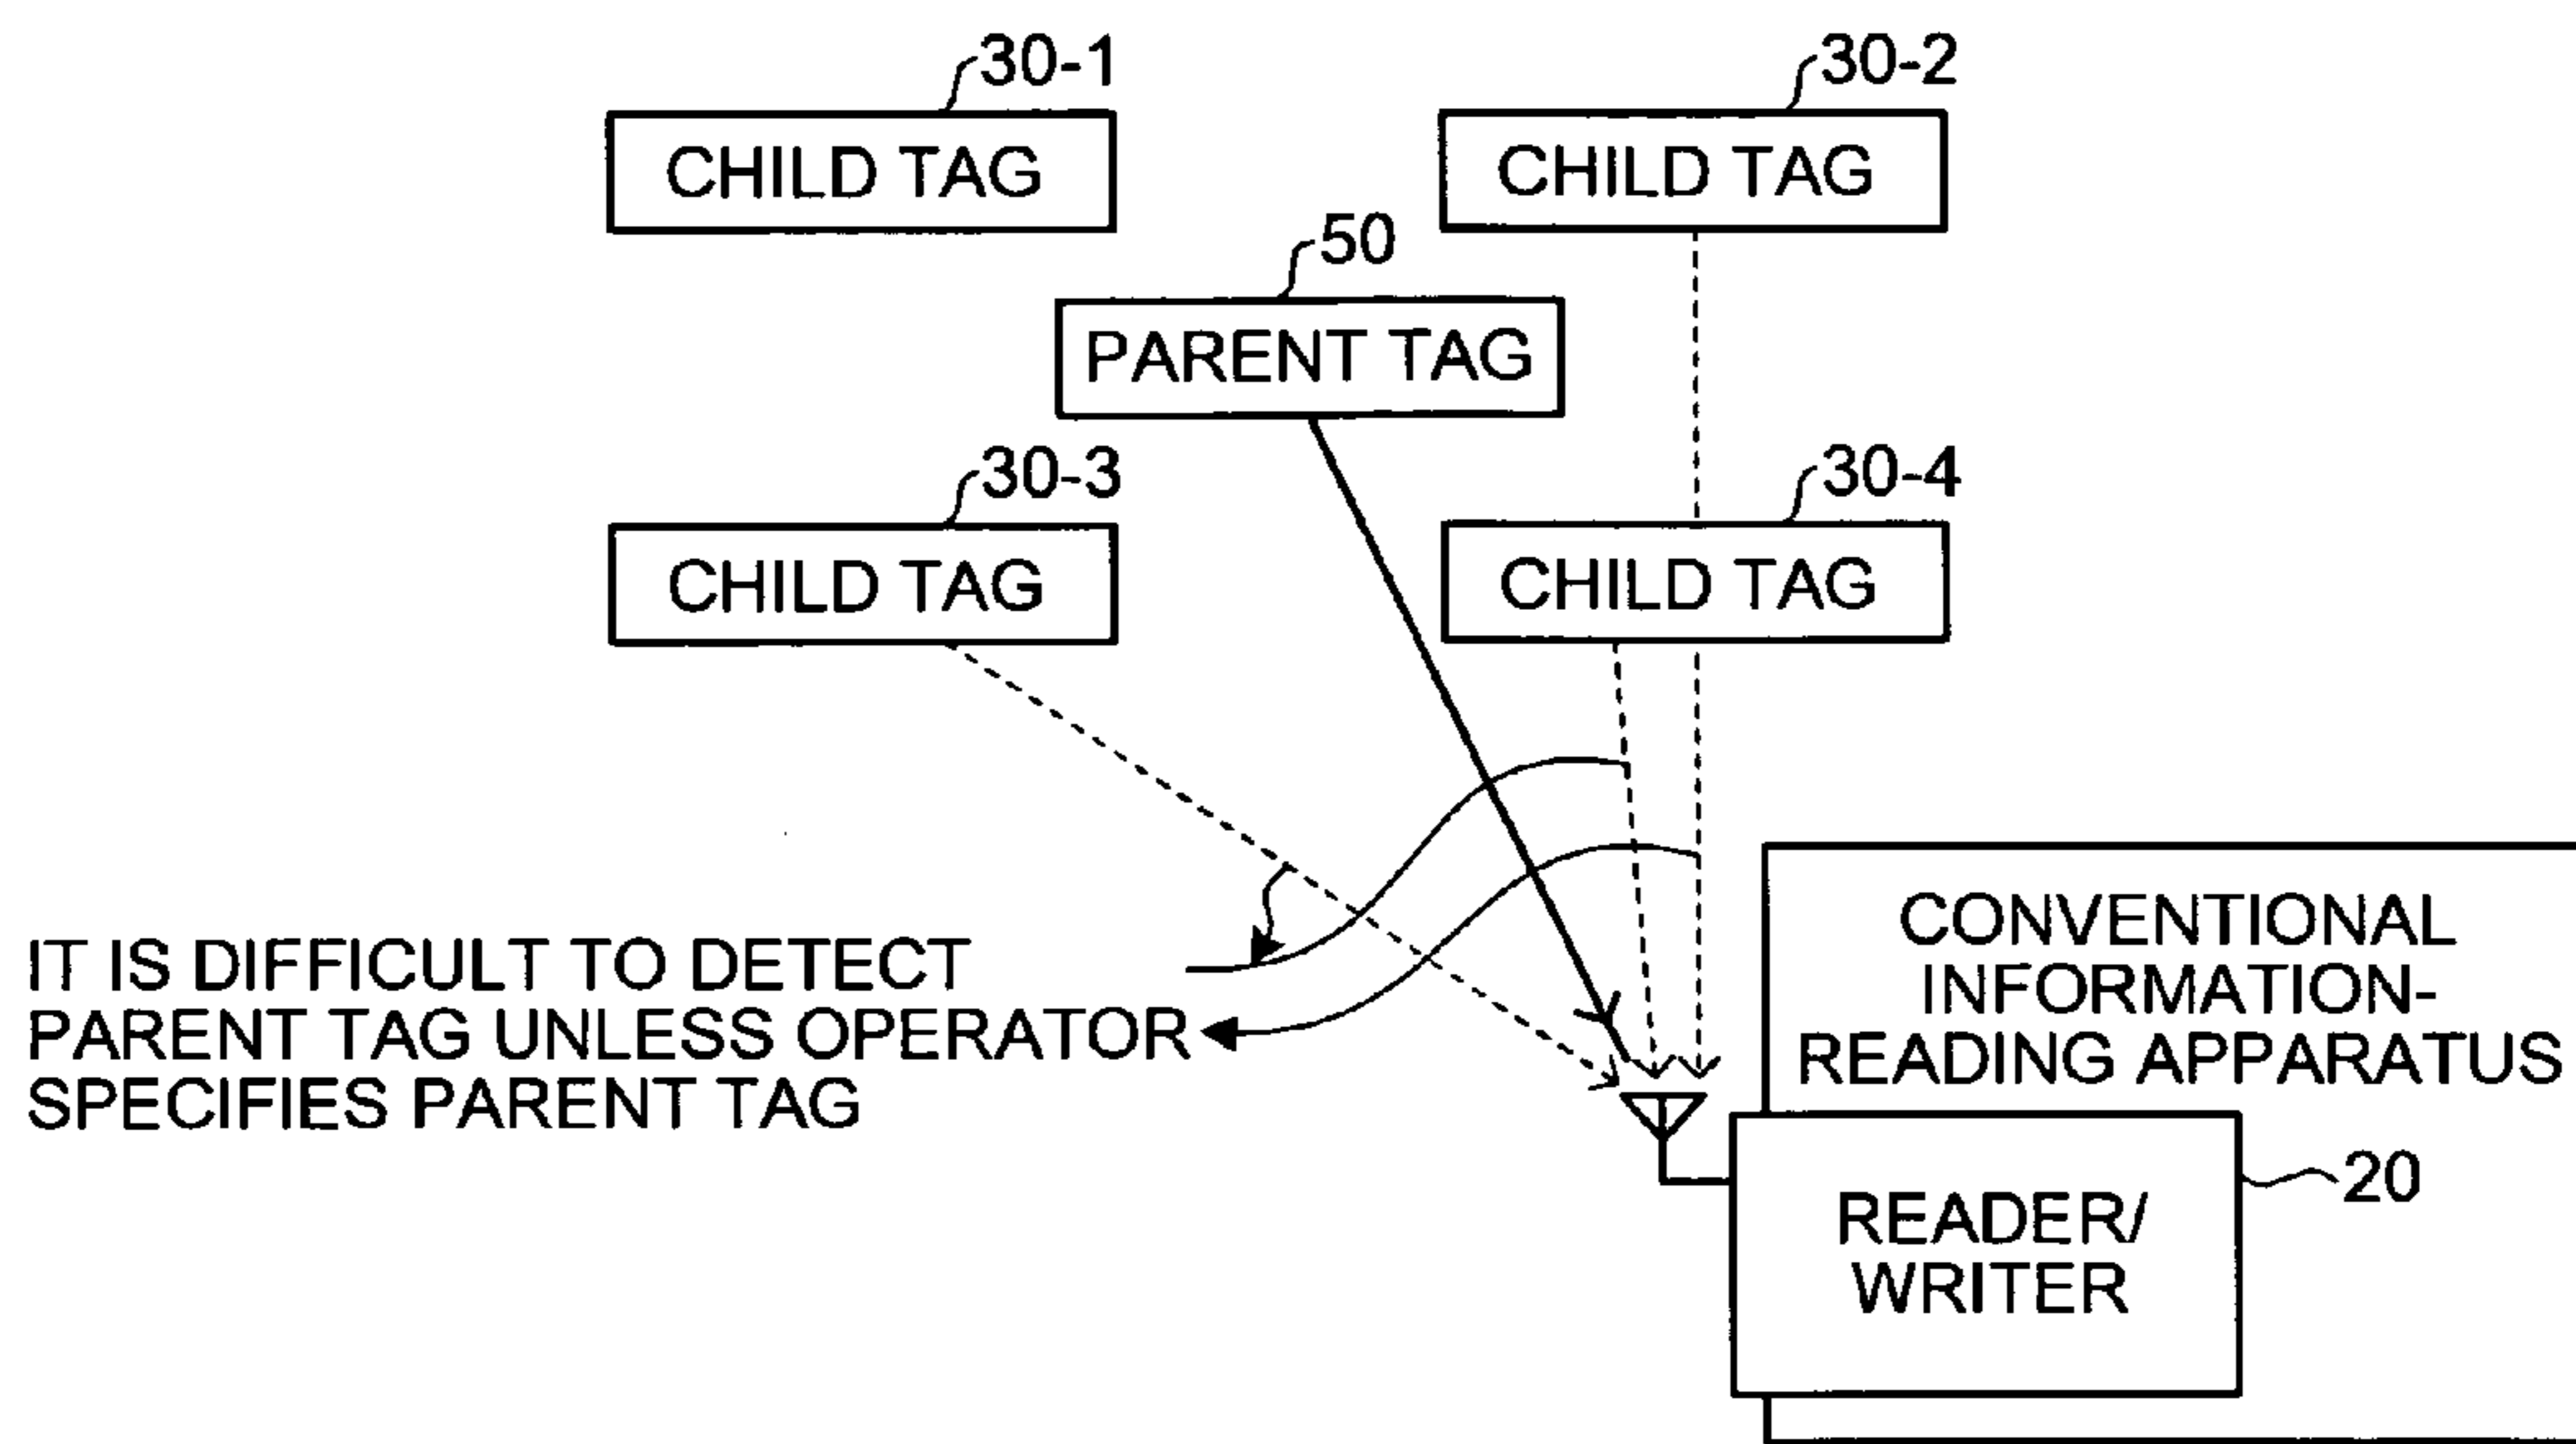 30-1
30-2
CHILD TAG
CHILD TAG
50
PARENT TAG
30-3
30-4
CHILD TAG
CHILD TAG
IT IS DIFFICULT TO DETECT
PARENT TAG UNLESS OPERATOR
SPECIFIES PARENT TAG
CONVENTIONAL
INFORMATION-
READING APPARATUS
READER/
WRITER
20